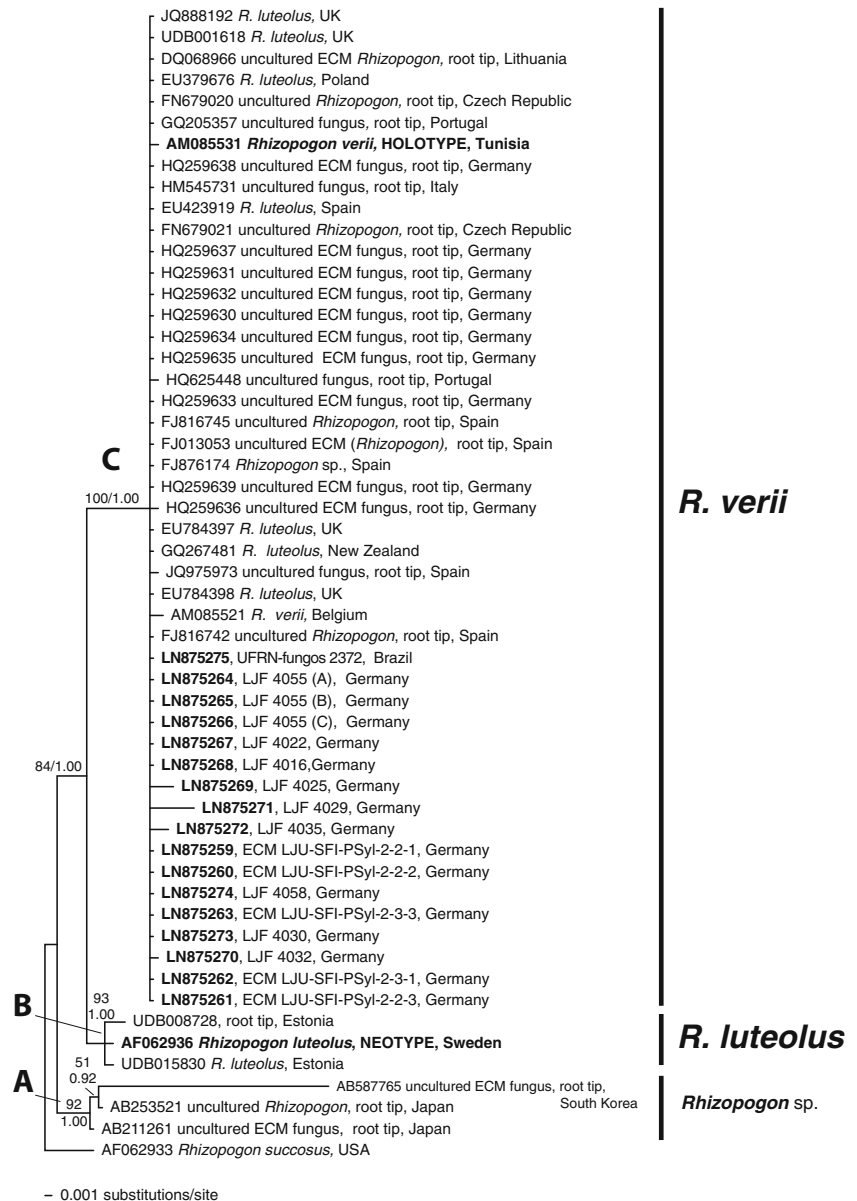 JQ888192 R. luteolus, UK
UDB001618 R. luteolus, UK
DQ068966 uncultured ECM Rhizopogon, root tip, Lithuania
EU379676 R. luteolus, Poland
FN679020 uncultured Rhizopogon, root tip, Czech Republic
GQ205357 uncultured fungus, root tip, Portugal
AM085531 Rhizopogon verii, HOLOTYPE, Tunisia
HQ259638 uncultured ECM fungus, root tip, Germany
HM545731 uncultured fungus, root tip, Italy
EU423919 R. luteolus, Spain
FN679021 uncultured Rhizopogon, root tip, Czech Republic
HQ259637 uncultured ECM fungus, root tip, Germany
HQ259631 uncultured ECM fungus, root tip, Germany
HQ259632 uncultured ECM fungus, root tip, Germany
HQ259630 uncultured ECM fungus, root tip, Germany
HQ259634 uncultured ECM fungus, root tip, Germany
HQ259635 uncultured ECM fungus, root tip, Germany
HQ625448 uncultured fungus, root tip, Portugal
HQ259633 uncultured ECM fungus, root tip, Germany
FJ816745 uncultured Rhizopogon, root tip, Spain
FJ013053 uncultured ECM (Rhizopogon), root tip, Spain
C
FJ876174 Rhizopogon sp., Spain
HQ259639 uncultured ECM fungus, root tip, Germany
100/1.00
HQ259636 uncultured ECM fungus, root tip, Germany
R. verii
EU784397 R. luteolus, UK
GQ267481 R. luteolus, New Zealand
JQ975973 uncultured fungus, root tip, Spain
EU784398 R. luteolus, UK
AM085521 R. verii, Belgium
FJ816742 uncultured Rhizopogon, root tip, Spain
LN875275, UFRN-fungos 2372, Brazil
LN875264, LJF 4055 (A), Germany
LN875265, LJF 4055 (B), Germany
LN875266, LJF 4055 (C), Germany
LN875267, LJF 4022, Germany
84/1.00
LN875268, LJF 4016,Germany
LN875269, LJF 4025, Germany
LN875271, LJF 4029, Germany
LN875272, LJF 4035, Germany
LN875259, ECM LJU-SFI-PSyl-2-2-1, Germany
LN875260, ECM LJU-SFI-PSyl-2-2-2, Germany
LN875274, LJF 4058, Germany
LN875263, ECM LJU-SFI-PSyl-2-3-3, Germany
LN875273, LJF 4030, Germany
LN875270, LJF 4032, Germany
LN875262, ECM LJU-SFI-PSyl-2-3-1, Germany
LN875261, ECM LJU-SFI-PSyl-2-2-3, Germany
93
1.00
B
UDB008728, root tip, Estonia
AF062936 Rhizopogon luteolus, NEOTYPE, Sweden
R. luteolus
UDB015830 R. luteolus, Estonia
51
0.92
A
AB587765 uncultured ECM fungus, root tip,
South Korea
92
1.00
AB253521 uncultured Rhizopogon, root tip, Japan
Rhizopogon sp.
AB211261 uncultured ECM fungus, root tip, Japan
AF062933 Rhizopogon succosus, USA
0.001 substitutions/site